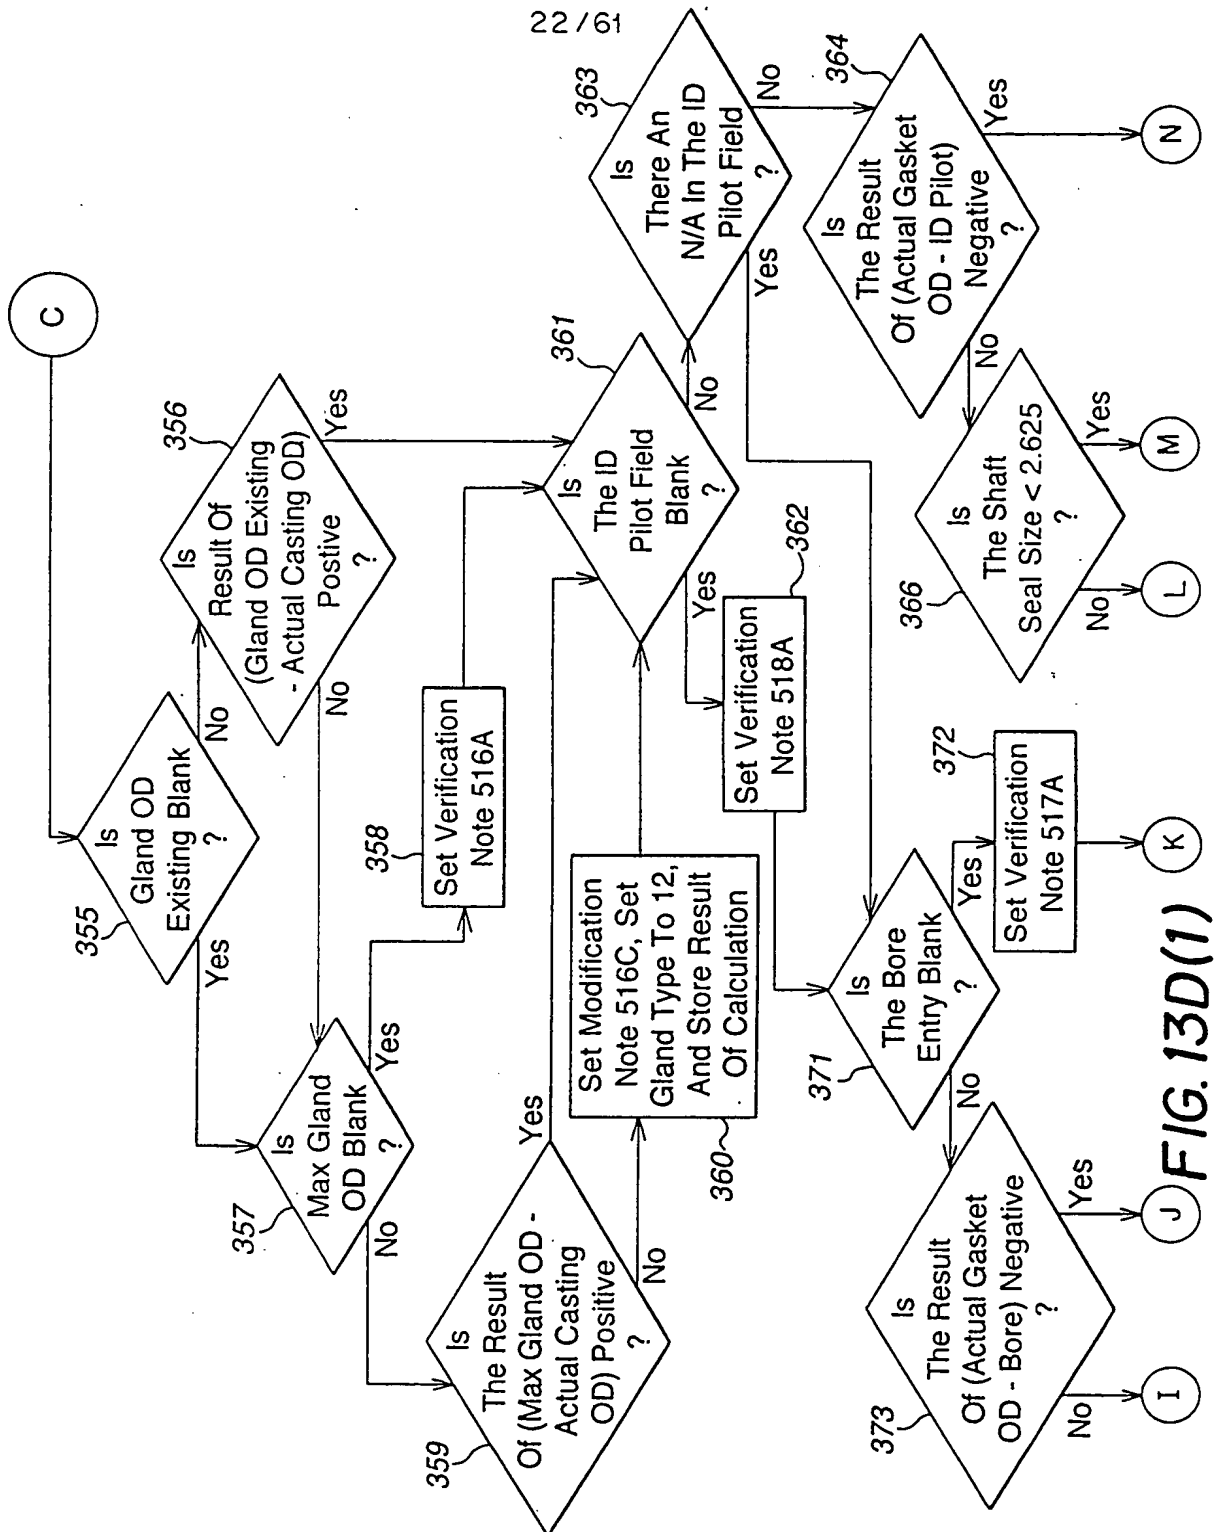 22/61
C
355
Is
Gland OD
Existing Blank
?
Yes
No
356
Is
Result Of
(Gland OD Existing
- Actual Casting OD)
Postive
?
Yes
No
357
Is
Max Gland
OD Blank
?
Yes
No
358
Set Verification
Note 516A
359
Is
The Result
Of (Max Gland OD -
Actual Casting
OD) Positive
?
Yes
No
360
Set Modification
Note 516C, Set
Gland Type To 12,
And Store Result
Of Calculation
361
Is
The ID
Pilot Field
Blank
?
Yes
No
362
Set Verification
Note 518A
363
Is
There An
N/A In The ID
Pilot Field
?
Yes
No
364
Is
The Result
Of (Actual Gasket
OD - ID Pilot)
Negative
?
Yes
No
366
Is
The Shaft
Seal Size < 2.625
?
Yes
No
371
Is
The Bore
Entry Blank
?
Yes
No
372
Set Verification
Note 517A
373
Is
The Result
Of (Actual Gasket
OD - Bore) Negative
?
Yes
No
I
J
K
L
M
N
FIG. 13D(1)